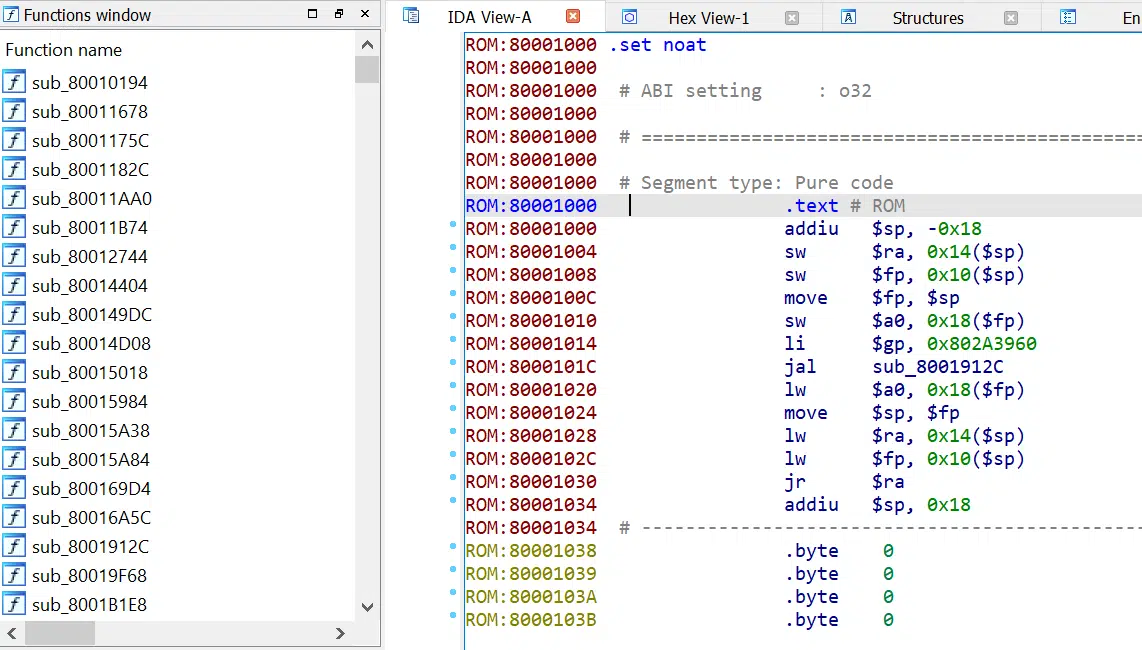 Functions window
Function name
sub_80010194
sub_80011678
sub_8001175C
sub_8001182C
sub_80011AA0
sub_80011B74
sub_80012744
sub_80014404
sub_800149DC
sub_80014D08
sub_80015018
sub_80015984
sub_80015A38
sub_80015A84
sub_800169D4
sub_80016A5C
sub_8001912C
sub_80019F68
sub_8001B1E8
IDA View-A Hex View-1 Structures En
ROM:80001000 .set noat
ROM:80001000
ROM:80001000 # ABI setting : o32
ROM:80001000
ROM:80001000 # ==============================================
ROM:80001000
ROM:80001000 # Segment type: Pure code
ROM:80001000 .text # ROM
ROM:80001000 addiu $sp, -0x18
ROM:80001004 sw $ra, 0x14($sp)
ROM:80001008 sw $fp, 0x10($sp)
ROM:8000100C move $fp, $sp
ROM:80001010 sw $a0, 0x18($fp)
ROM:80001014 li $gp, 0x802A3960
ROM:8000101C jal sub_8001912C
ROM:80001020 lw $a0, 0x18($fp)
ROM:80001024 move $sp, $fp
ROM:80001028 lw $ra, 0x14($sp)
ROM:8000102C lw $fp, 0x10($sp)
ROM:80001030 jr $ra
ROM:80001034 addiu $sp, 0x18
ROM:80001034 # ----------------------------------------------
ROM:80001038 .byte 0
ROM:80001039 .byte 0
ROM:8000103A .byte 0
ROM:8000103B .byte 0